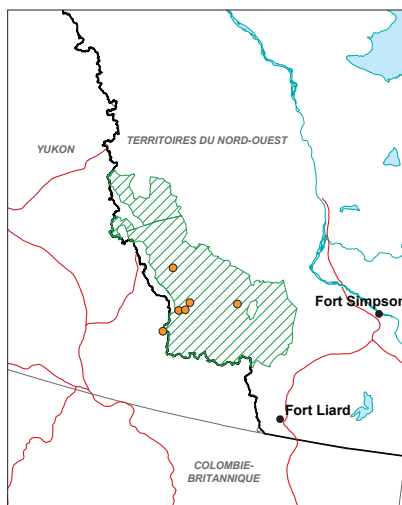 TERRITOIRES DU NORD-OUEST
YUKON
Fort Simpson
Fort Liard
COLOMBIE-
BRITANNIQUE